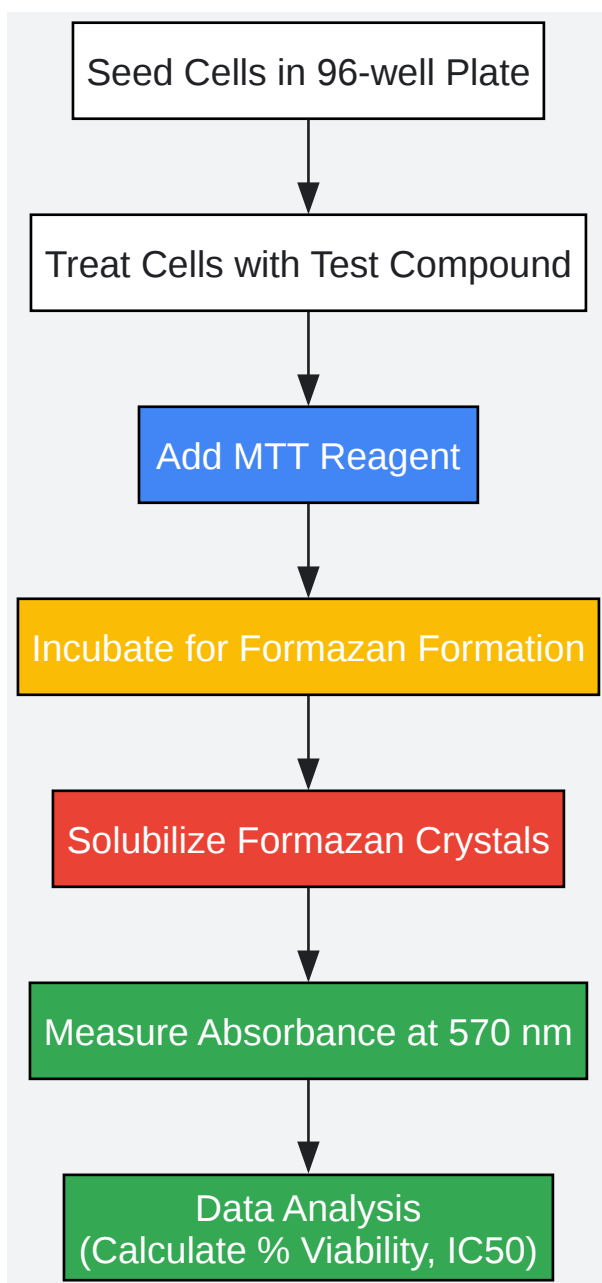 Seed Cells in 96-well Plate
Treat Cells with Test Compound
Add MTT Reagent
Incubate for Formazan Formation
Solubilize Formazan Crystals
Measure Absorbance at 570 nm
Data Analysis
(Calculate % Viability, IC50)